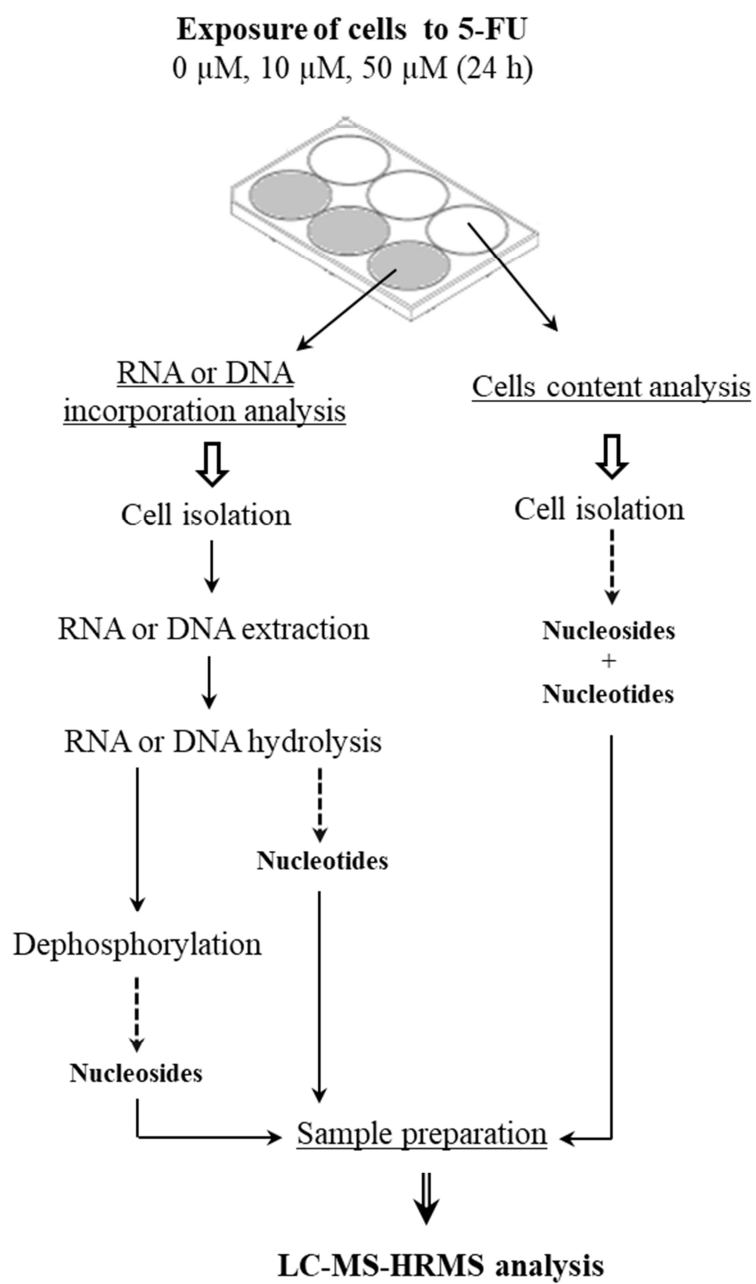 Exposure of cells to 5-FU
0 μM, 10 μM, 50 μM (24 h)
RNA or DNA
incorporation analysis
Cell isolation
RNA or DNA extraction
RNA or DNA hydrolysis
Nucleotides
Dephosphorylation
Nucleosides
Cells content analysis
Cell isolation
Nucleosides
+
Nucleotides
Sample preparation
LC-MS-HRMS analysis